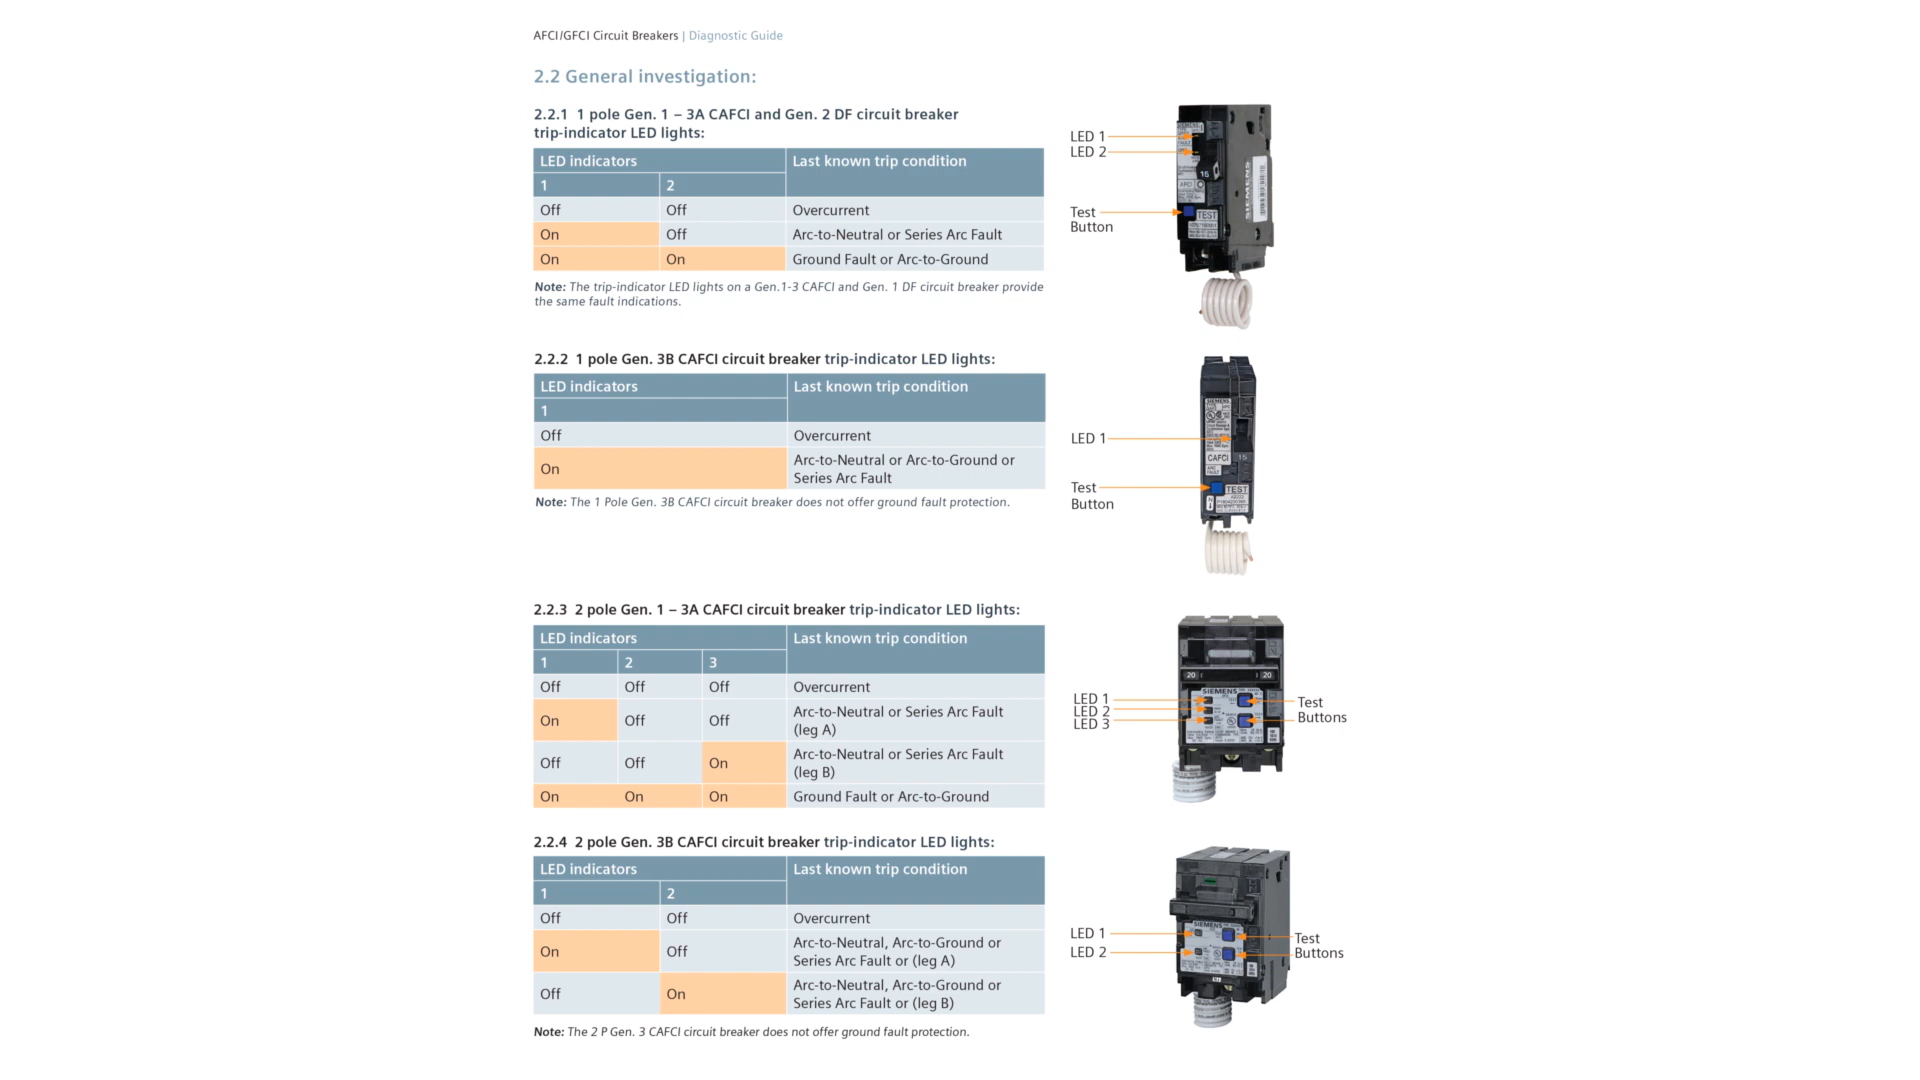 AFCI/GFCI Circuit Breakers | Diagnostic Guide
2.2 General investigation:
2.2.1 1 pole Gen. 1 – 3A CAFCI and Gen. 2 DF circuit breaker
trip-indicator LED lights:
LED indicators
Last known trip condition
1
2
Off
Off
Overcurrent
On
Off
Arc-to-Neutral or Series Arc Fault
On
On
Ground Fault or Arc-to-Ground
Note: The trip-indicator LED lights on a Gen.1-3 CAFCI and Gen. 1 DF circuit breaker provide
the same fault indications.
LED 1
LED 2
Test
Button
15
TEST
SIEMENS
2.2.2 1 pole Gen. 3B CAFCI circuit breaker trip-indicator LED lights:
LED indicators
Last known trip condition
1
Off
Overcurrent
On
Arc-to-Neutral or Arc-to-Ground or
Series Arc Fault
Note: The 1 Pole Gen. 3B CAFCI circuit breaker does not offer ground fault protection.
LED 1
Test
Button
SIEMENS
CAFCI
15
ARC
FAULT
TEST
2.2.3 2 pole Gen. 1 – 3A CAFCI circuit breaker trip-indicator LED lights:
LED indicators
Last known trip condition
1
2
3
Off
Off
Off
Overcurrent
On
Off
Off
Arc-to-Neutral or Series Arc Fault
(leg A)
Off
Off
On
Arc-to-Neutral or Series Arc Fault
(leg B)
On
On
On
Ground Fault or Arc-to-Ground
LED 1
LED 2
LED 3
Test
Buttons
20
20
SIEMENS
2.2.4 2 pole Gen. 3B CAFCI circuit breaker trip-indicator LED lights:
LED indicators
Last known trip condition
1
2
Off
Off
Overcurrent
On
Off
Arc-to-Neutral, Arc-to-Ground or
Series Arc Fault or (leg A)
Off
On
Arc-to-Neutral, Arc-to-Ground or
Series Arc Fault or (leg B)
Note: The 2 P Gen. 3 CAFCI circuit breaker does not offer ground fault protection.
LED 1
LED 2
Test
Buttons
SIEMENS